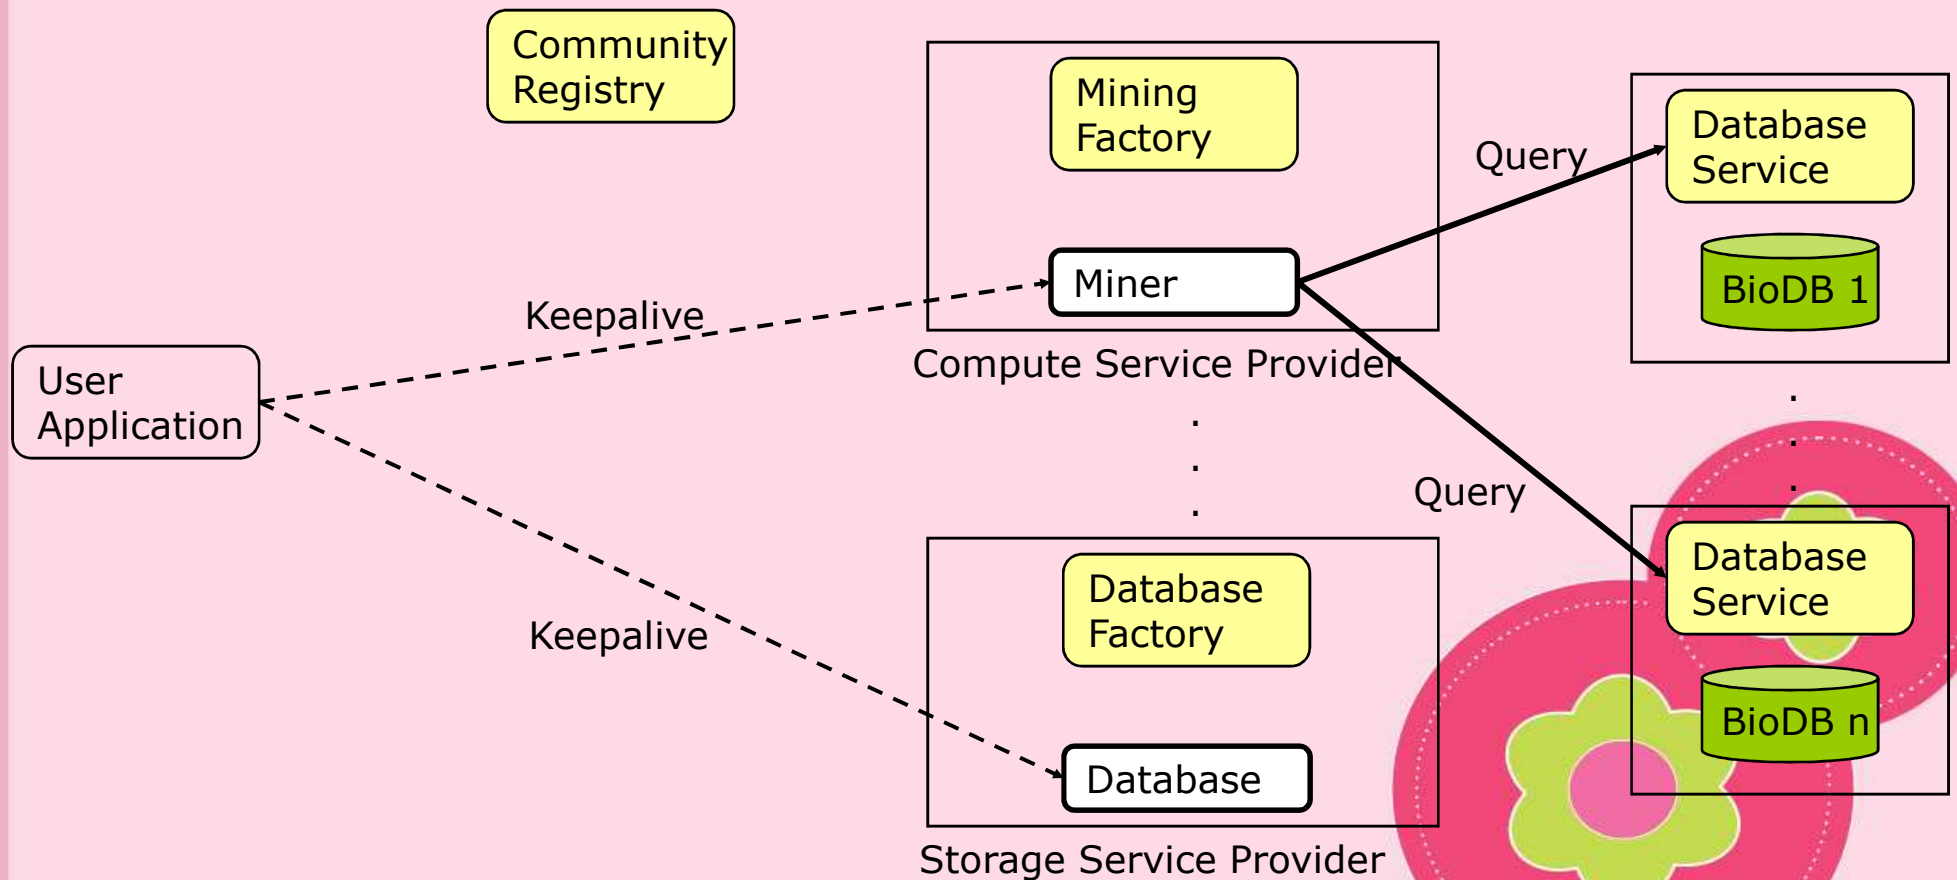 Community
Registry
Mining
Factory
Database
Service
Query
Miner
BioDB 1
Keepalive
Compute Service Provider
User
Application
.
.
.
.
.
.
Query
Database
Factory
Database
Service
Keepalive
BioDB n
Database
Storage Service Provider